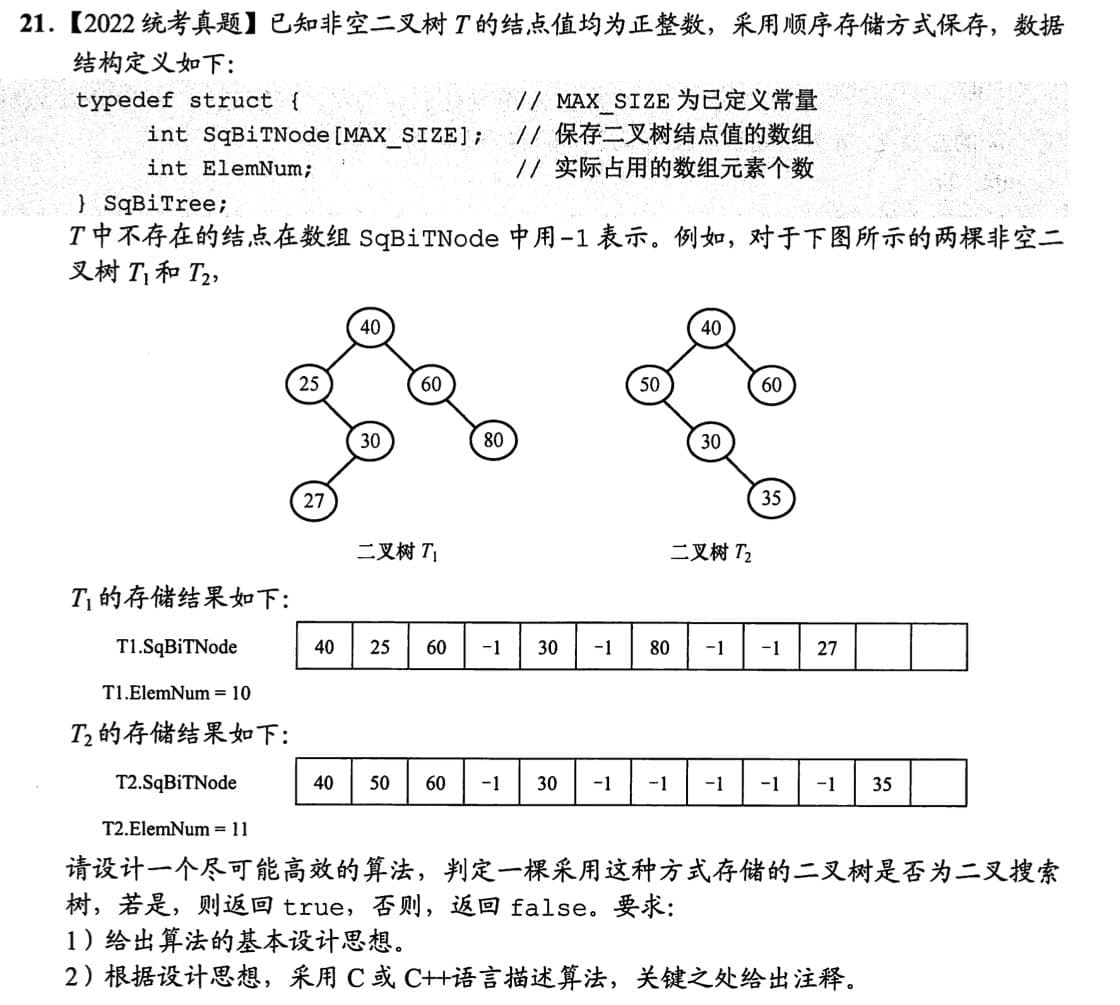 21.【2022 统考真题】已知非空二叉树 T 的结点值均为正整数，采用顺序存储方式保存，数据
结构定义如下：
typedef struct { // MAX_SIZE 为已定义常量
int SqBiTNode[MAX_SIZE]; // 保存二叉树结点值的数组
int ElemNum; // 实际占用的数组元素个数
} SqBiTree;
T 中不存在的结点在数组 SqBiTNode 中用-1 表示。例如，对于下图所示的两棵非空二
叉树 T₁ 和 T₂，
40 40
25 60 50 60
30 80 30
27 35
二叉树 T₁ 二叉树 T₂
T₁ 的存储结果如下：
T1.SqBiTNode 40 25 60 −1 30 −1 80 −1 −1 27
T1.ElemNum = 10
T₂ 的存储结果如下：
T2.SqBiTNode 40 50 60 −1 30 −1 −1 −1 −1 −1 35
T2.ElemNum = 11
请设计一个尽可能高效的算法，判定一棵采用这种方式存储的二叉树是否为二叉搜索
树，若是，则返回 true，否则，返回 false。要求：
1）给出算法的基本设计思想。
2）根据设计思想，采用 C 或 C++语言描述算法，关键之处给出注释。